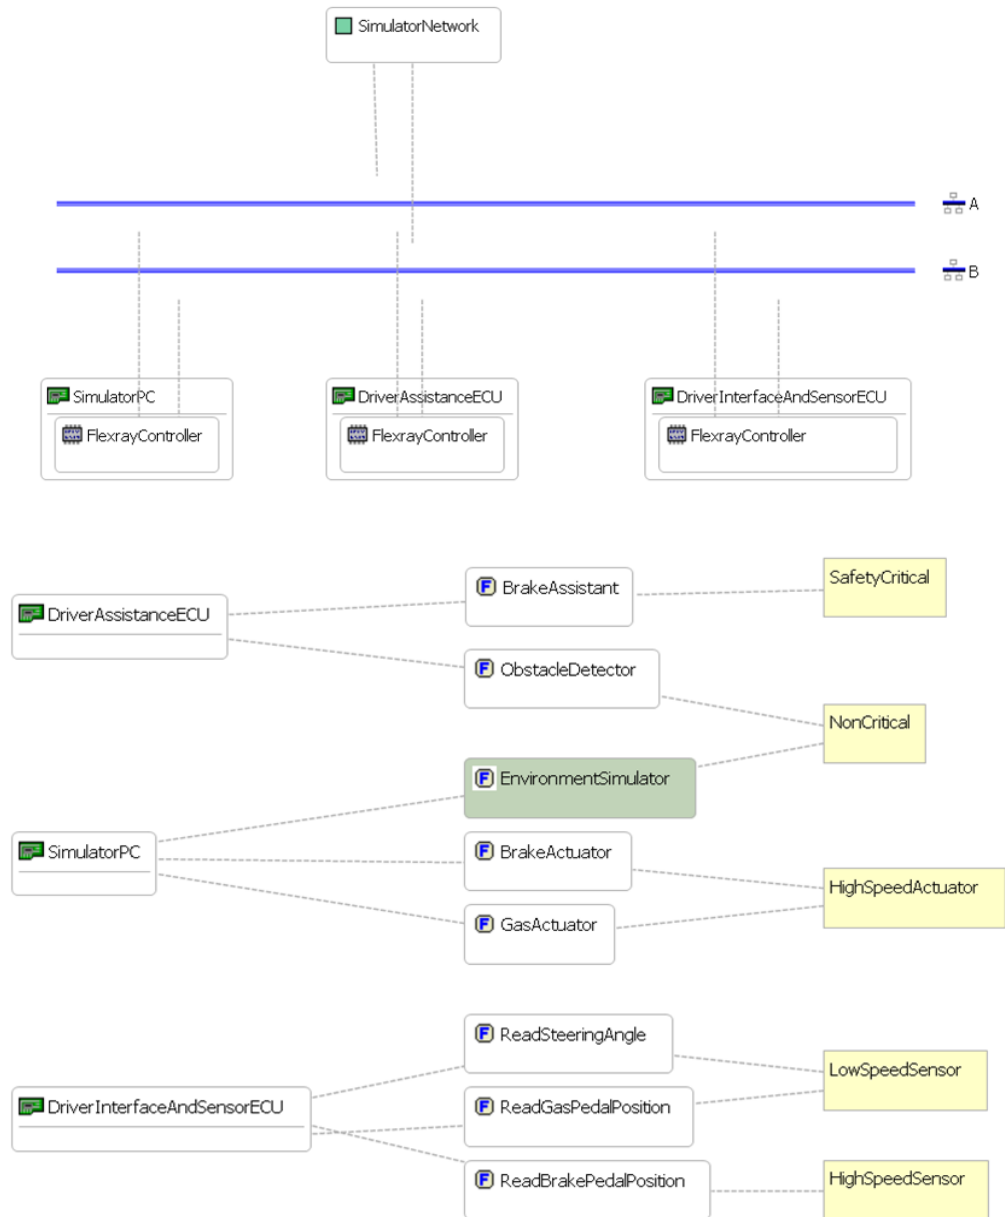 SimulatorNetwork
A
B
SimulatorPC
FlexrayController
DriverAssistanceECU
FlexrayController
DriverInterfaceAndSensorECU
FlexrayController
DriverAssistanceECU
BrakeAssistant
SafetyCritical
ObstacleDetector
NonCritical
EnvironmentSimulator
SimulatorPC
BrakeActuator
GasActuator
HighSpeedActuator
DriverInterfaceAndSensorECU
ReadSteeringAngle
ReadGasPedalPosition
LowSpeedSensor
ReadBrakePedalPosition
HighSpeedSensor
F
F
F
F
F
F
F
F